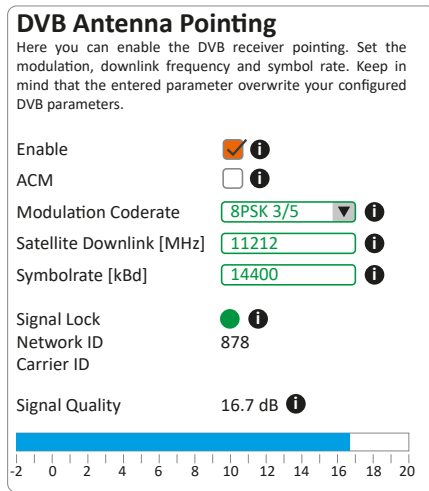 DVB Antenna Pointing
Here you can enable the DVB receiver pointing. Set the
modulation, downlink frequency and symbol rate. Keep in
mind that the entered parameter overwrite your configured
DVB parameters.
Enable i
ACM i
Modulation Coderate 8PSK 3/5 i
Satellite Downlink [MHz] 11212 i
Symbolrate [kBd] 14400 i
Signal Lock i
Network ID 878
Carrier ID
Signal Quality 16.7 dB i
-2 0 2 4 6 8 10 12 14 16 18 20